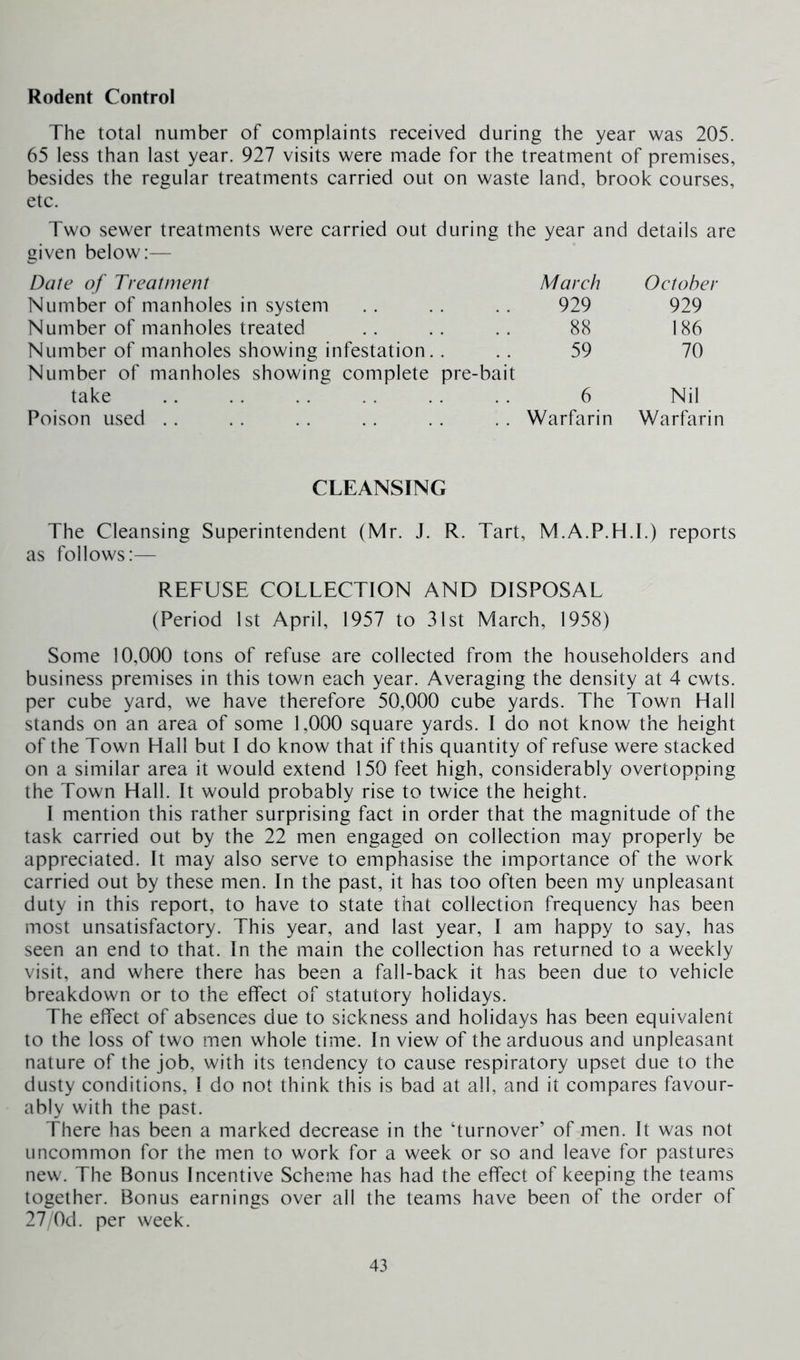 Rodent Control
The total number of complaints received during the year was 205.
65 less than last year. 927 visits were made for the treatment of premises,
besides the regular treatments carried out on waste land, brook courses,
etc.
Two sewer treatments were carried out during the year and details are
given below:—
Date of Treatment March October
Number of manholes in system . . . . . . 929 929
Number of manholes treated . . . . . . 88 186
Number of manholes showing infestation. . . . 59 70
Number of manholes showing complete pre-bait
take . . . . . . . . . . . . 6 Nil
Poison used . . . . . . . . . . . . Warfarin Warfarin
CLEANSING
The Cleansing Superintendent (Mr. J. R. Tart, M.A.P.H.I.) reports
as follows:—
REFUSE COLLECTION AND DISPOSAL
(Period 1st April, 1957 to 31st March, 1958)
Some 10,000 tons of refuse are collected from the householders and
business premises in this town each year. Averaging the density at 4 cwts.
per cube yard, we have therefore 50,000 cube yards. The Town Hall
stands on an area of some 1,000 square yards. I do not know the height
of the Town Hall but I do know that if this quantity of refuse were stacked
on a similar area it would extend 150 feet high, considerably overtopping
the Town Hall. It would probably rise to twice the height.
I mention this rather surprising fact in order that the magnitude of the
task carried out by the 22 men engaged on collection may properly be
appreciated. It may also serve to emphasise the importance of the work
carried out by these men. In the past, it has too often been my unpleasant
duty in this report, to have to state that collection frequency has been
most unsatisfactory. This year, and last year, I am happy to say, has
seen an end to that. In the main the collection has returned to a weekly
visit, and where there has been a fall-back it has been due to vehicle
breakdown or to the effect of statutory holidays.
The effect of absences due to sickness and holidays has been equivalent
to the loss of two men whole time. In view of the arduous and unpleasant
nature of the job, with its tendency to cause respiratory upset due to the
dusty conditions, I do not think this is bad at all, and it compares favour-
ably with the past.
There has been a marked decrease in the ‘turnover’ of men. It was not
uncommon for the men to work for a week or so and leave for pastures
new. The Bonus Incentive Scheme has had the effect of keeping the teams
together. Bonus earnings over all the teams have been of the order of
27/0d. per week.
43